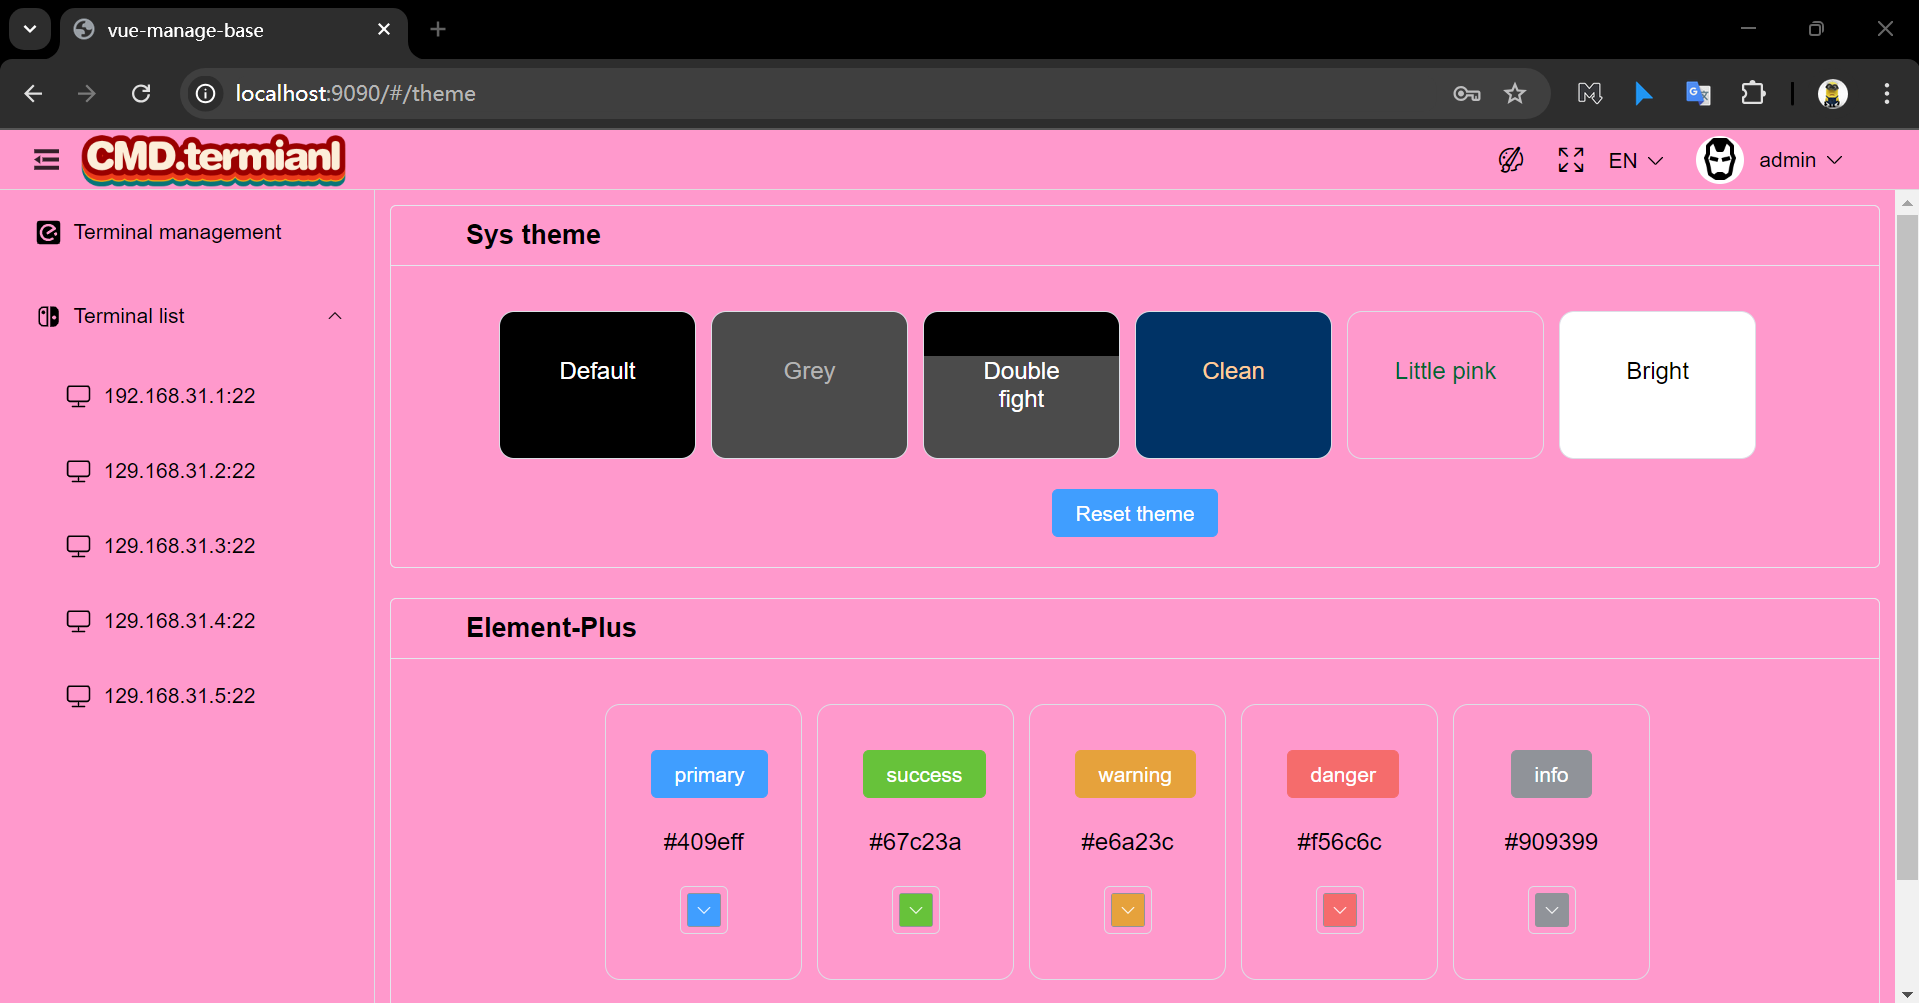 vue-manage-base
localhost:9090/#/theme
CMD.termianl
EN
admin
Terminal management
Terminal list
192.168.31.1:22
129.168.31.2:22
129.168.31.3:22
129.168.31.4:22
129.168.31.5:22
Sys theme
Default
Grey
Double
fight
Clean
Little pink
Bright
Reset theme
Element-Plus
primary
success
warning
danger
info
#409eff
#67c23a
#e6a23c
#f56c6c
#909399